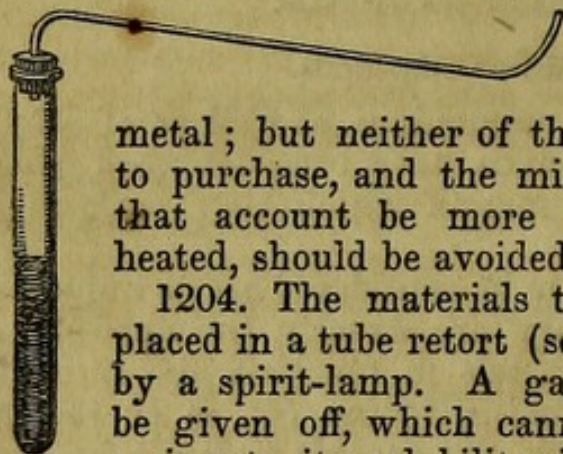 metal; but neither of th
to purchase, and the mi
that account be more
heated, should be avoided
1204. The materials t
placed in a tube retort (se
by a spirit-lamp. A ga
be given off, which cann